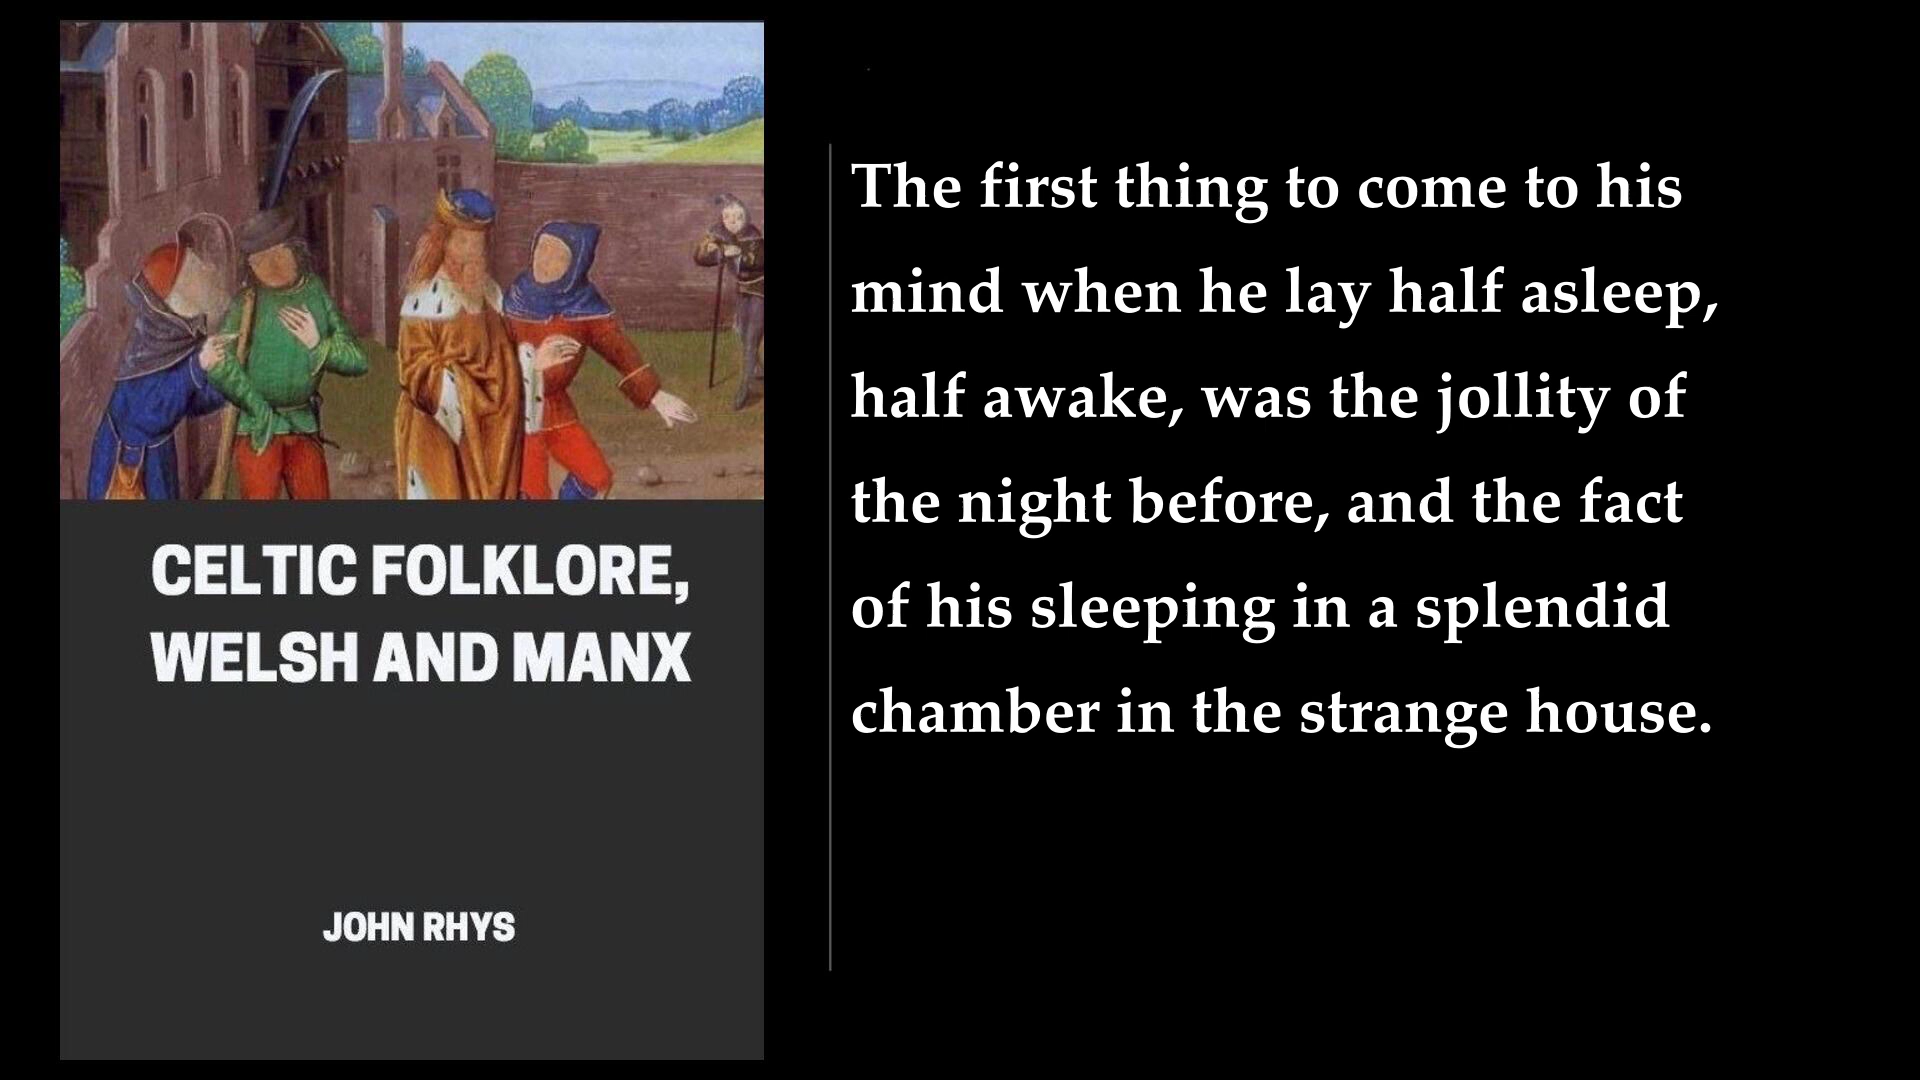 CELTIC FOLKLORE,
WELSH AND MANX
JOHN RHYS
The first thing to come to his
mind when he lay half asleep,
half awake, was the jollity of
the night before, and the fact
of his sleeping in a splendid
chamber in the strange house.